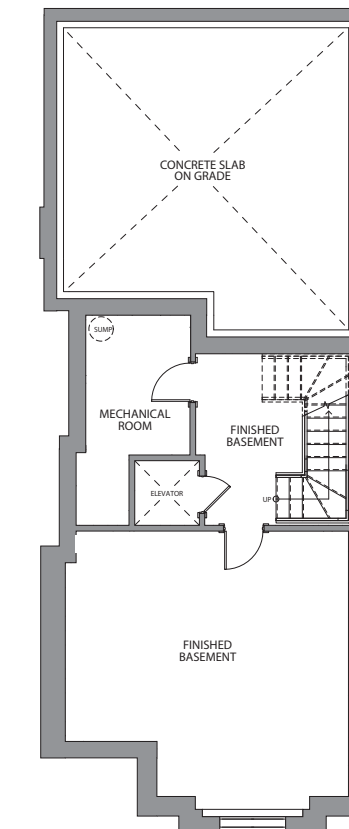 CONCRETE SLAB
ON GRADE
SUMP
MECHANICAL
ROOM
FINISHED
BASEMENT
ELEVATOR
UP
FINISHED
BASEMENT